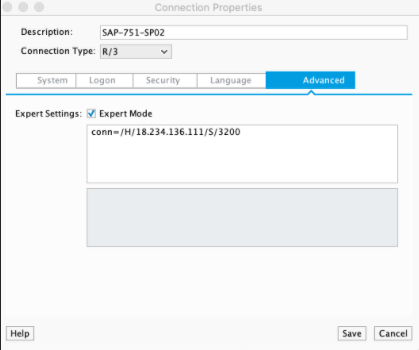 Connection Properties
Description: SAP-751-SP02
Connection Type: R/3
System Logon Security Language Advanced
Expert Settings: Expert Mode
conn=/H/18.234.136.111/S/3200
Help Save Cancel